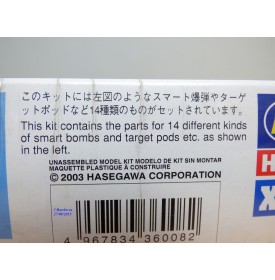 このキットには左図のようなスマート爆弾やターゲ
ットポッドなど14種類のものがセットされています。
This kit contains the parts for 14 different kinds
of smart bombs and target pods etc. as shown
in the left.
UNASSEMBLED MODEL KIT MODELO DE KIT SIN MONTAR
MAQUETTE PLASTIQUE A CONSTRUIRE
© 2003 HASEGAWA CORPORATION
4 967834 360082